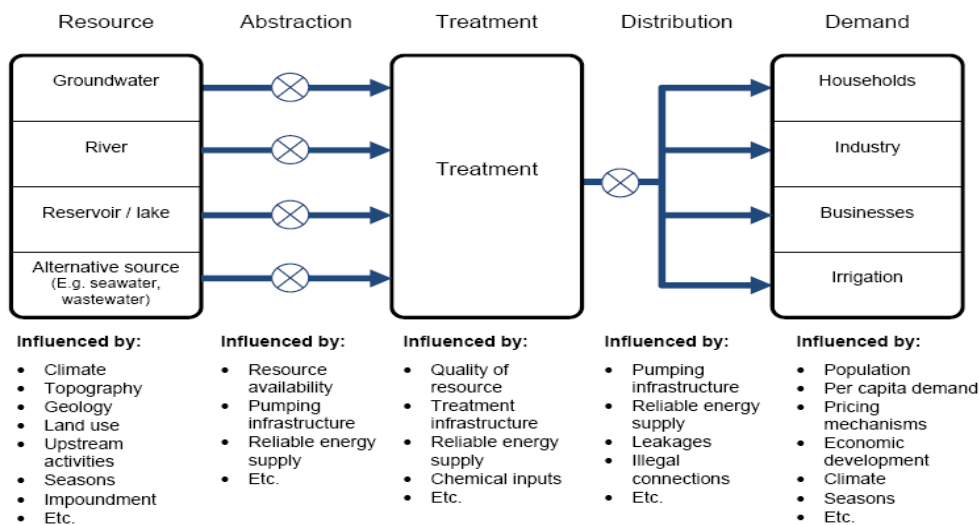 Resource
Abstraction
Treatment
Distribution
Demand
Groundwater
River
Reservoir / lake
Alternative source
(E.g. seawater,
wastewater)
Treatment
Households
Industry
Businesses
Irrigation
Influenced by:
• Climate
• Topography
• Geology
• Land use
• Upstream
activities
• Seasons
• Impoundment
• Etc.
Influenced by:
• Resource
availability
• Pumping
infrastructure
• Reliable energy
supply
• Etc.
Influenced by:
• Quality of
resource
• Treatment
infrastructure
• Reliable energy
supply
• Chemical inputs
• Etc.
Influenced by:
• Pumping
infrastructure
• Reliable energy
supply
• Leakages
• Illegal
connections
• Etc.
Influenced by:
• Population
• Per capita demand
• Pricing
mechanisms
• Economic
development
• Climate
• Seasons
• Etc.